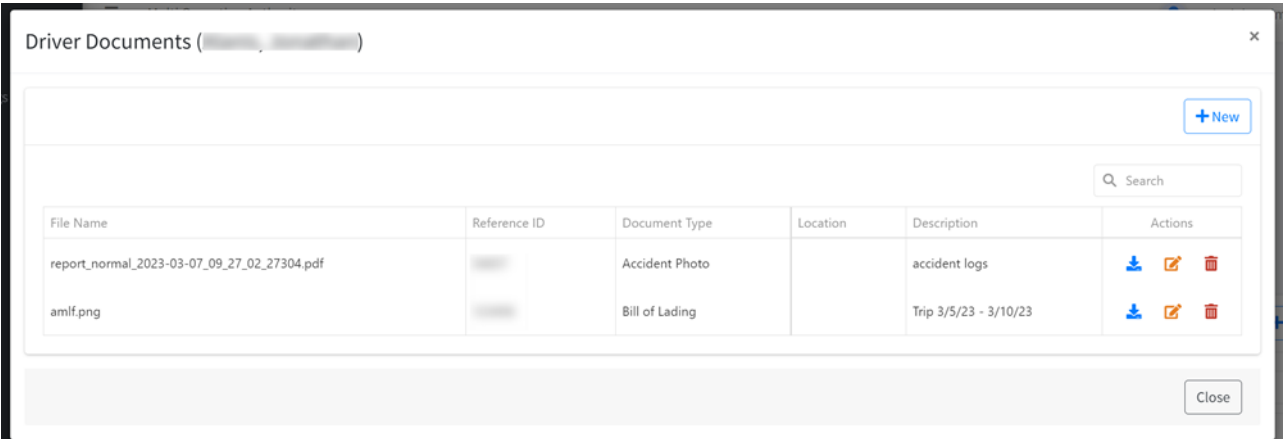 Driver Documents ( , )
×
New
Search
File Name Reference ID Document Type Location Description Actions
report_normal_2023-03-07_09_27_02_27304.pdf Accident Photo accident logs
amlf.png Bill of Lading Trip 3/5/23 - 3/10/23
Close